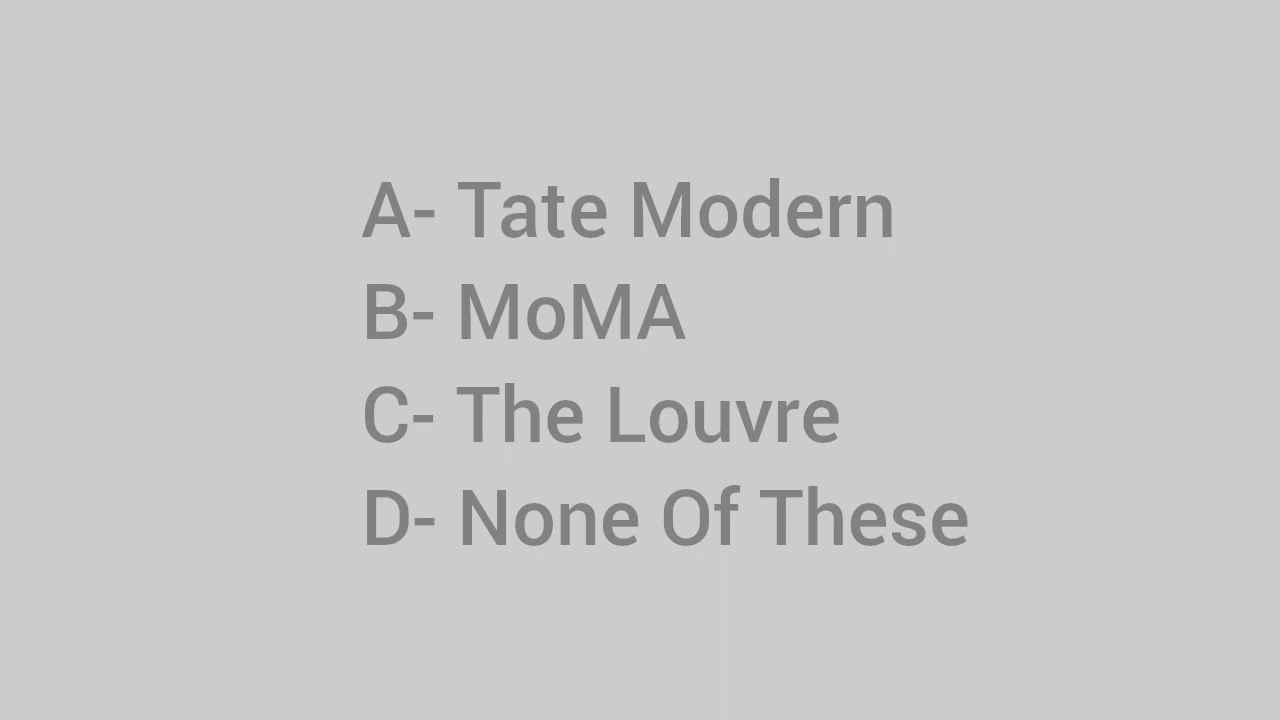 A- Tate Modern
B- MoMA
C- The Louvre
D- None Of These